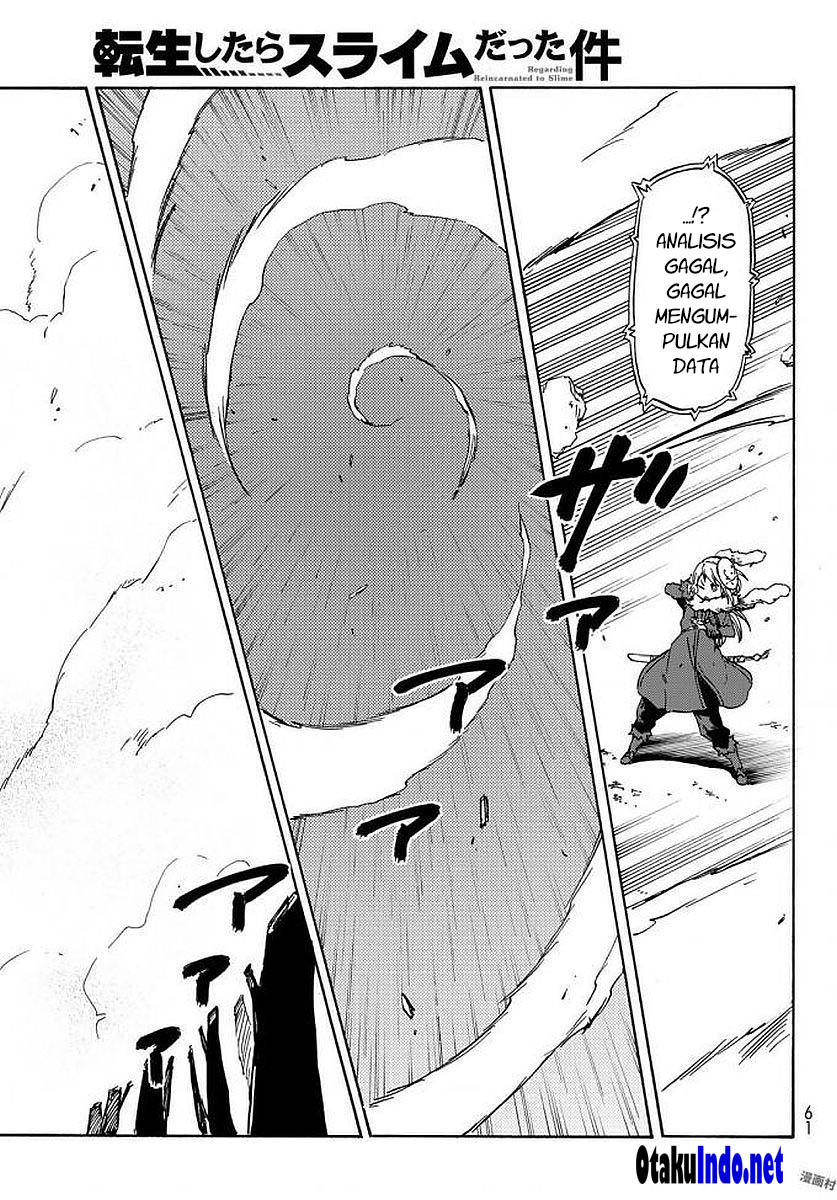 転生したらスライムだった件
Regarding
Reincarnated to Slime
...!?
ANALISIS
GAGAL,
GAGAL
MENGUM-
PULKAN
DATA
ザ
ァ
ァ
ァ
ァ
ァ
ァ
61
OtakuIndo.net
漫画村